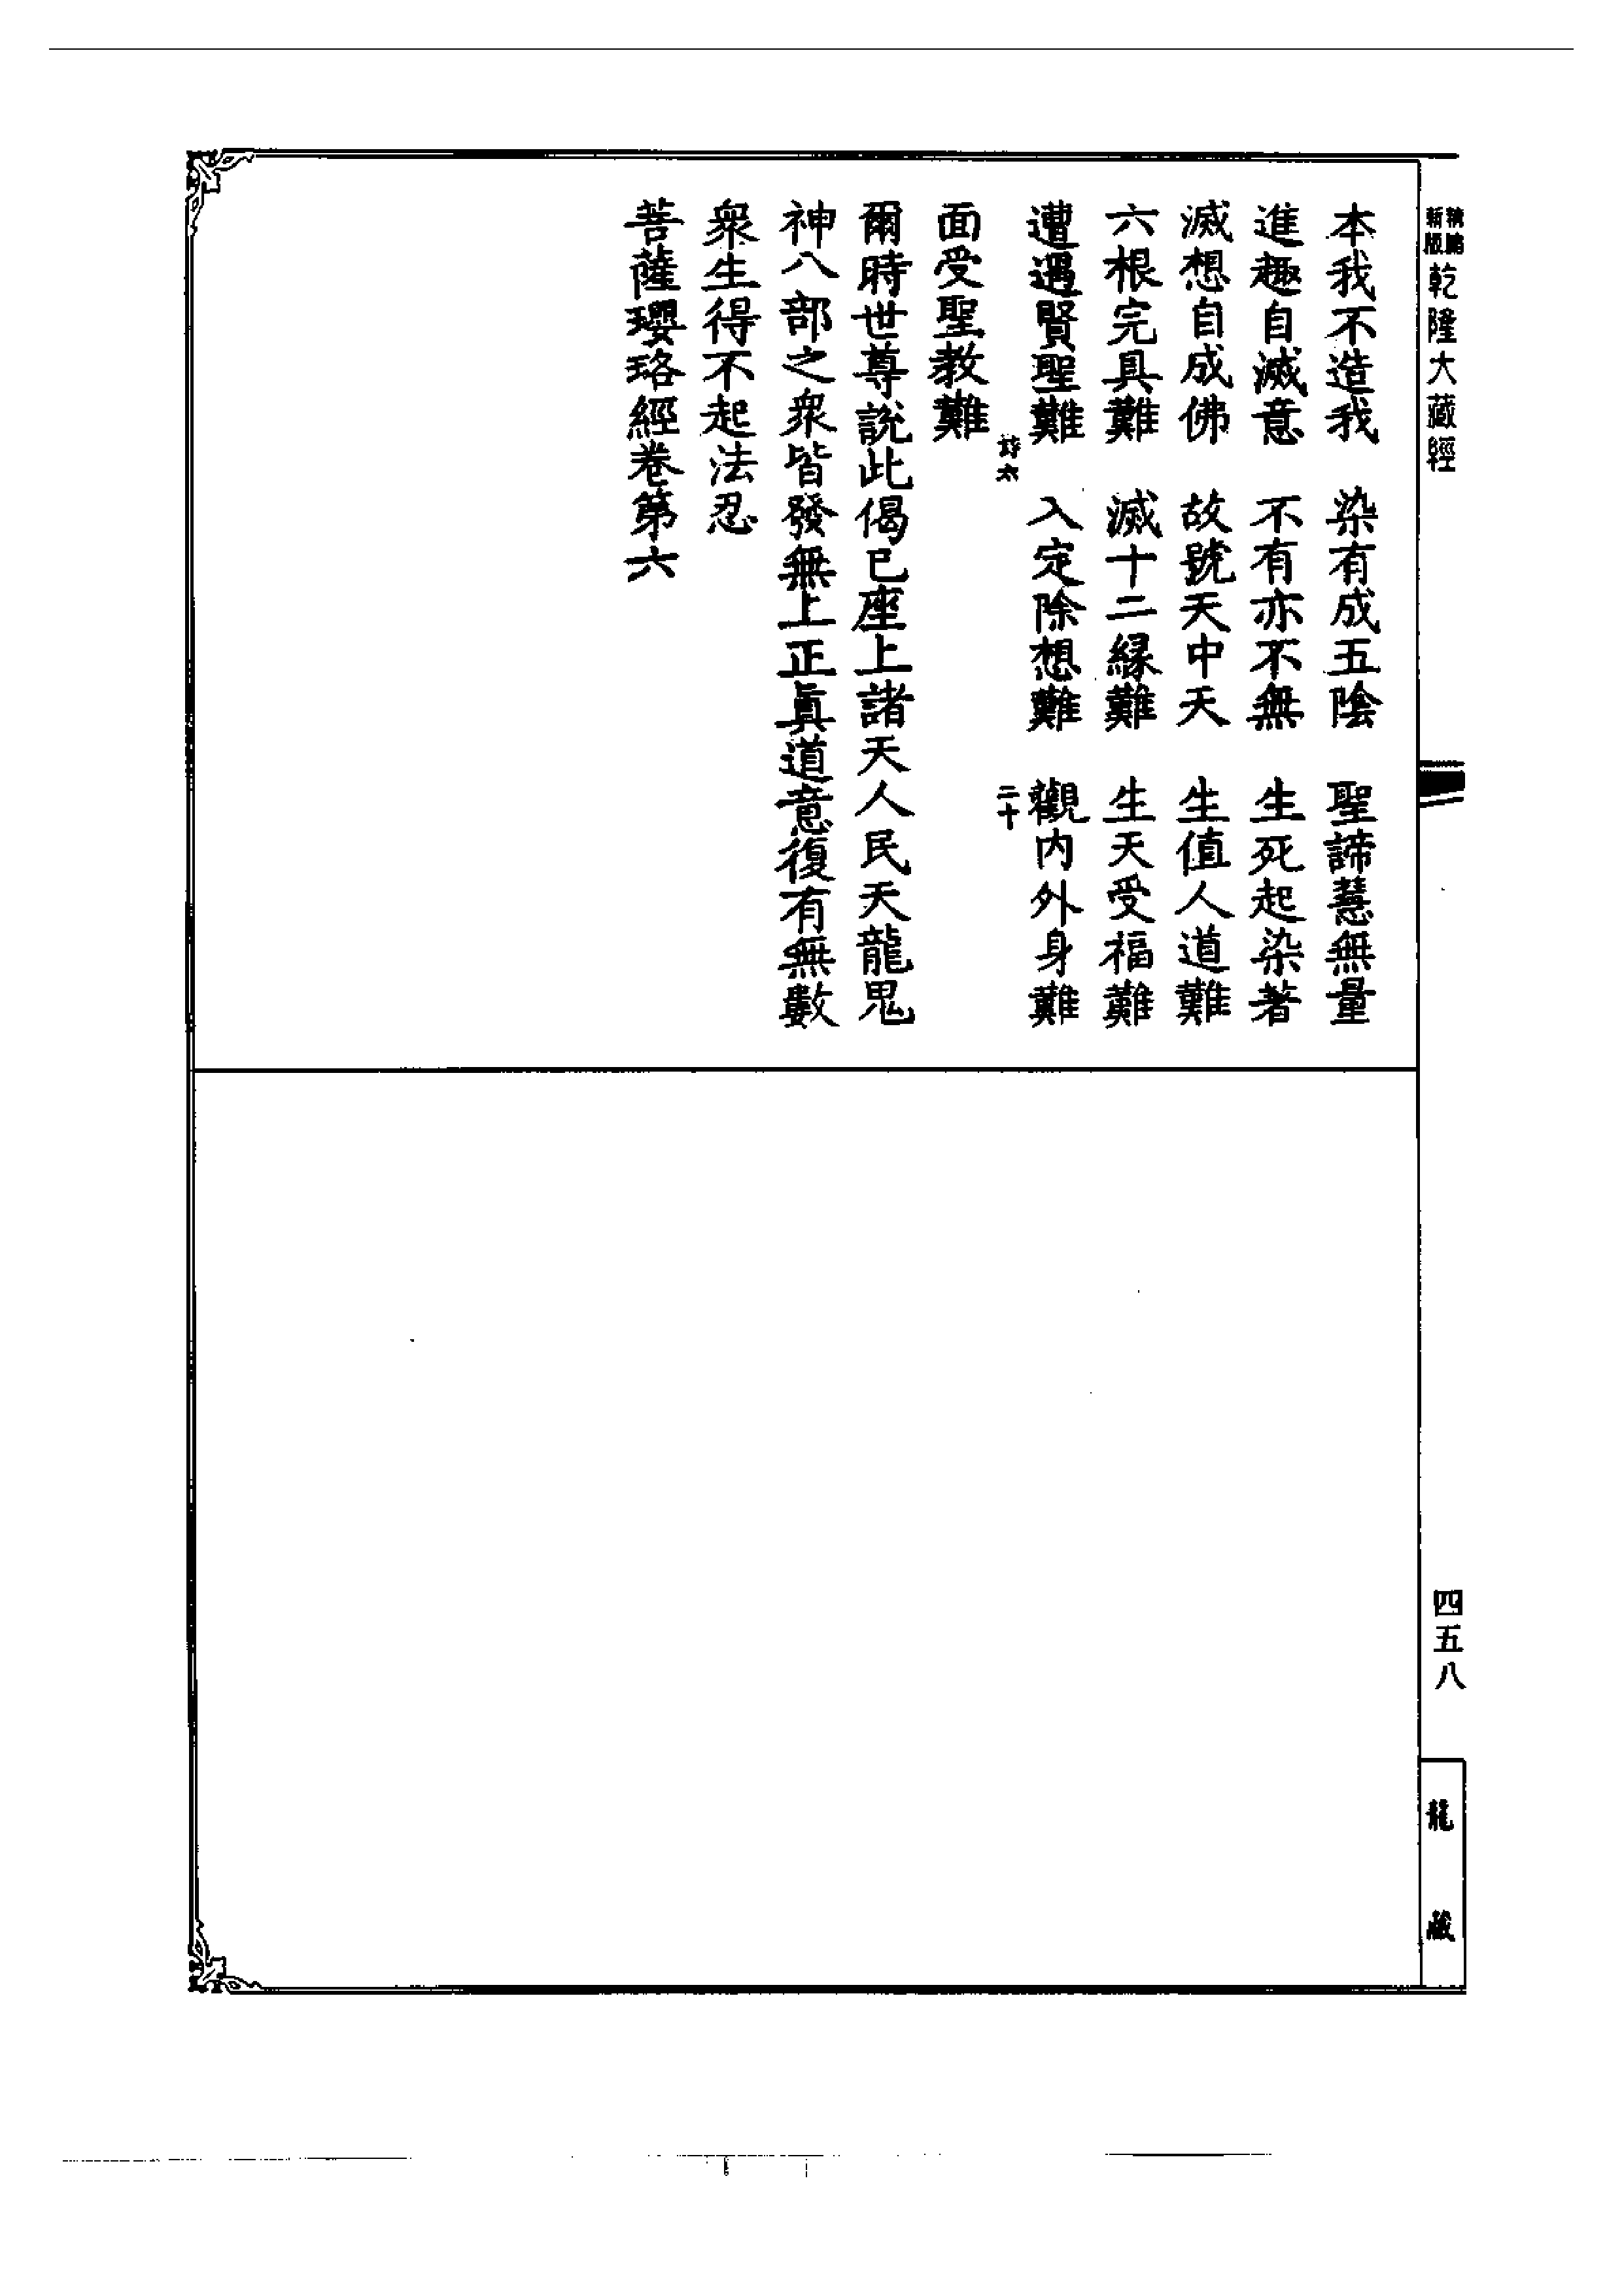 新版
乾隆大藏經
四五八
龍藏
本我不造我　染有成五陰　聖諦慧無量
進趣自滅意　不有亦不無　生死起染著
滅想自成佛　故號天中天　生值人道難
六根完具難　滅十二緣難　生天受福難
遭遇賢聖難　入定除想難　觀內外身難
二十
面受聖教難
爾時世尊說此偈已座上諸天人民天龍鬼
神八部之衆皆發無上正眞道意復有無數
衆生得不起法忍
菩薩瓔珞經卷第六